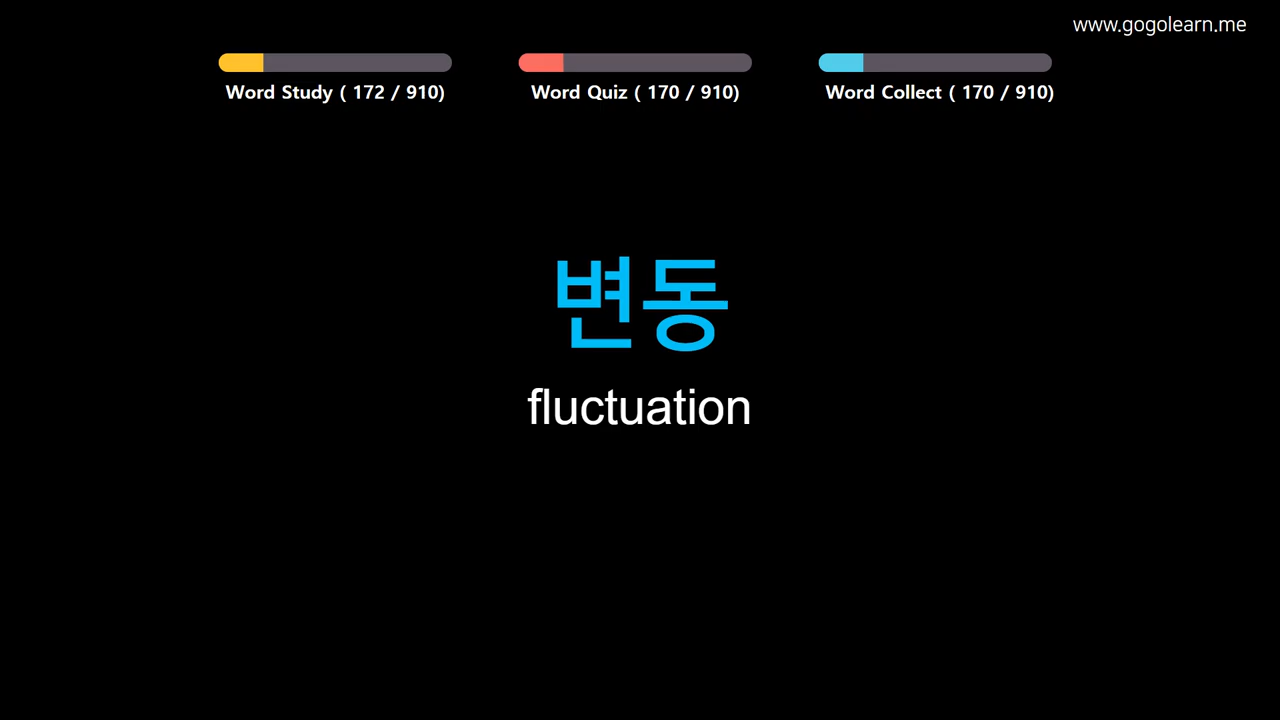 www.gogolearn.me
Word Study ( 172 / 910)
Word Quiz ( 170 / 910)
Word Collect ( 170 / 910)
변동
fluctuation